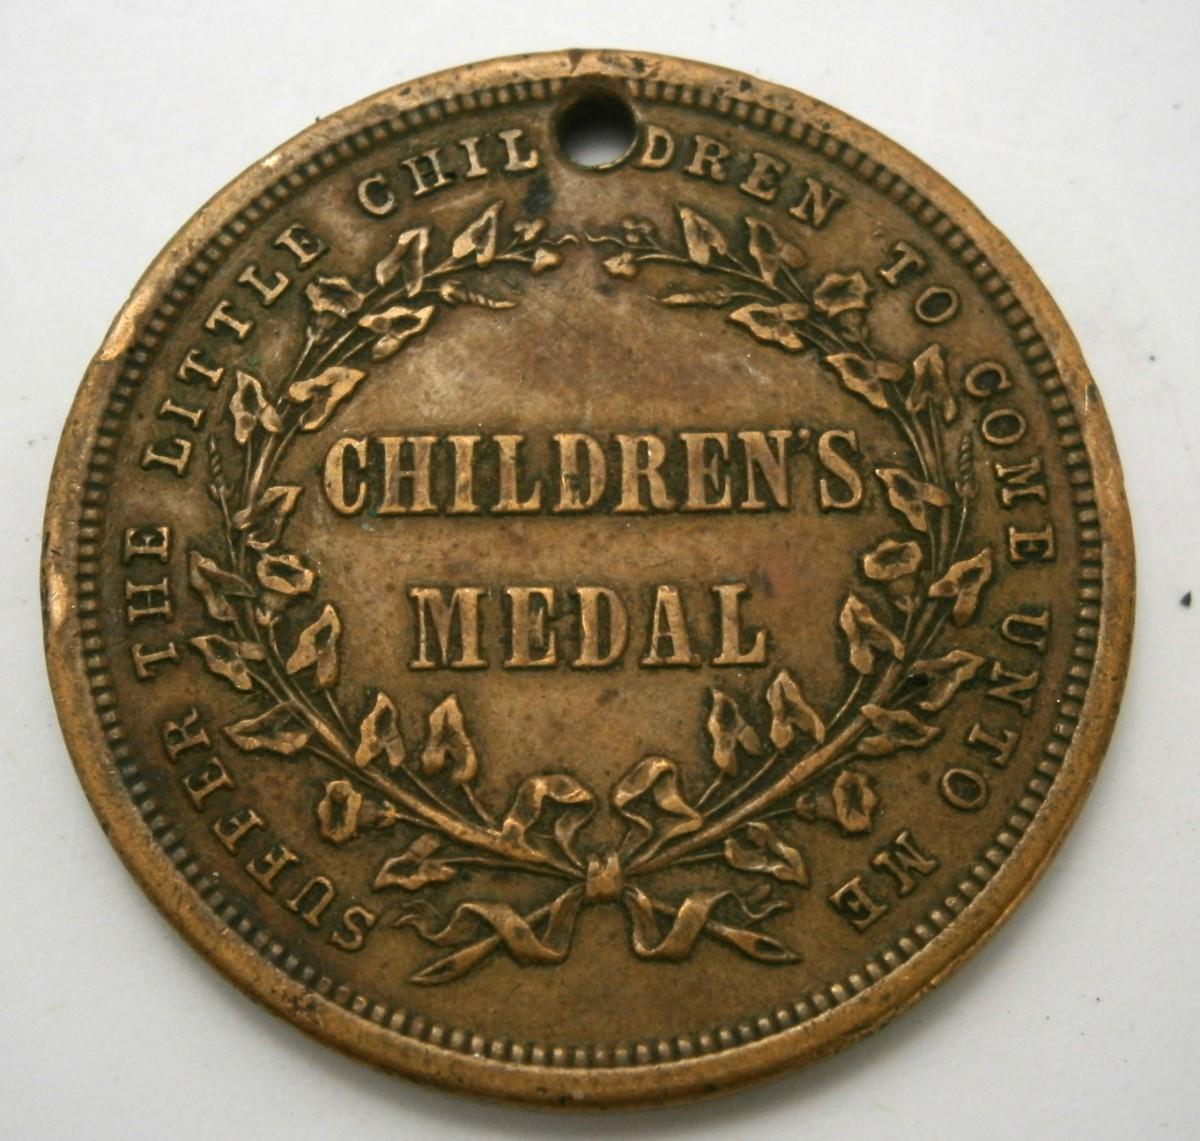 SUFFER THE LITTLE CHILDREN TO COME UNTO ME
CHILDREN'S
MEDAL